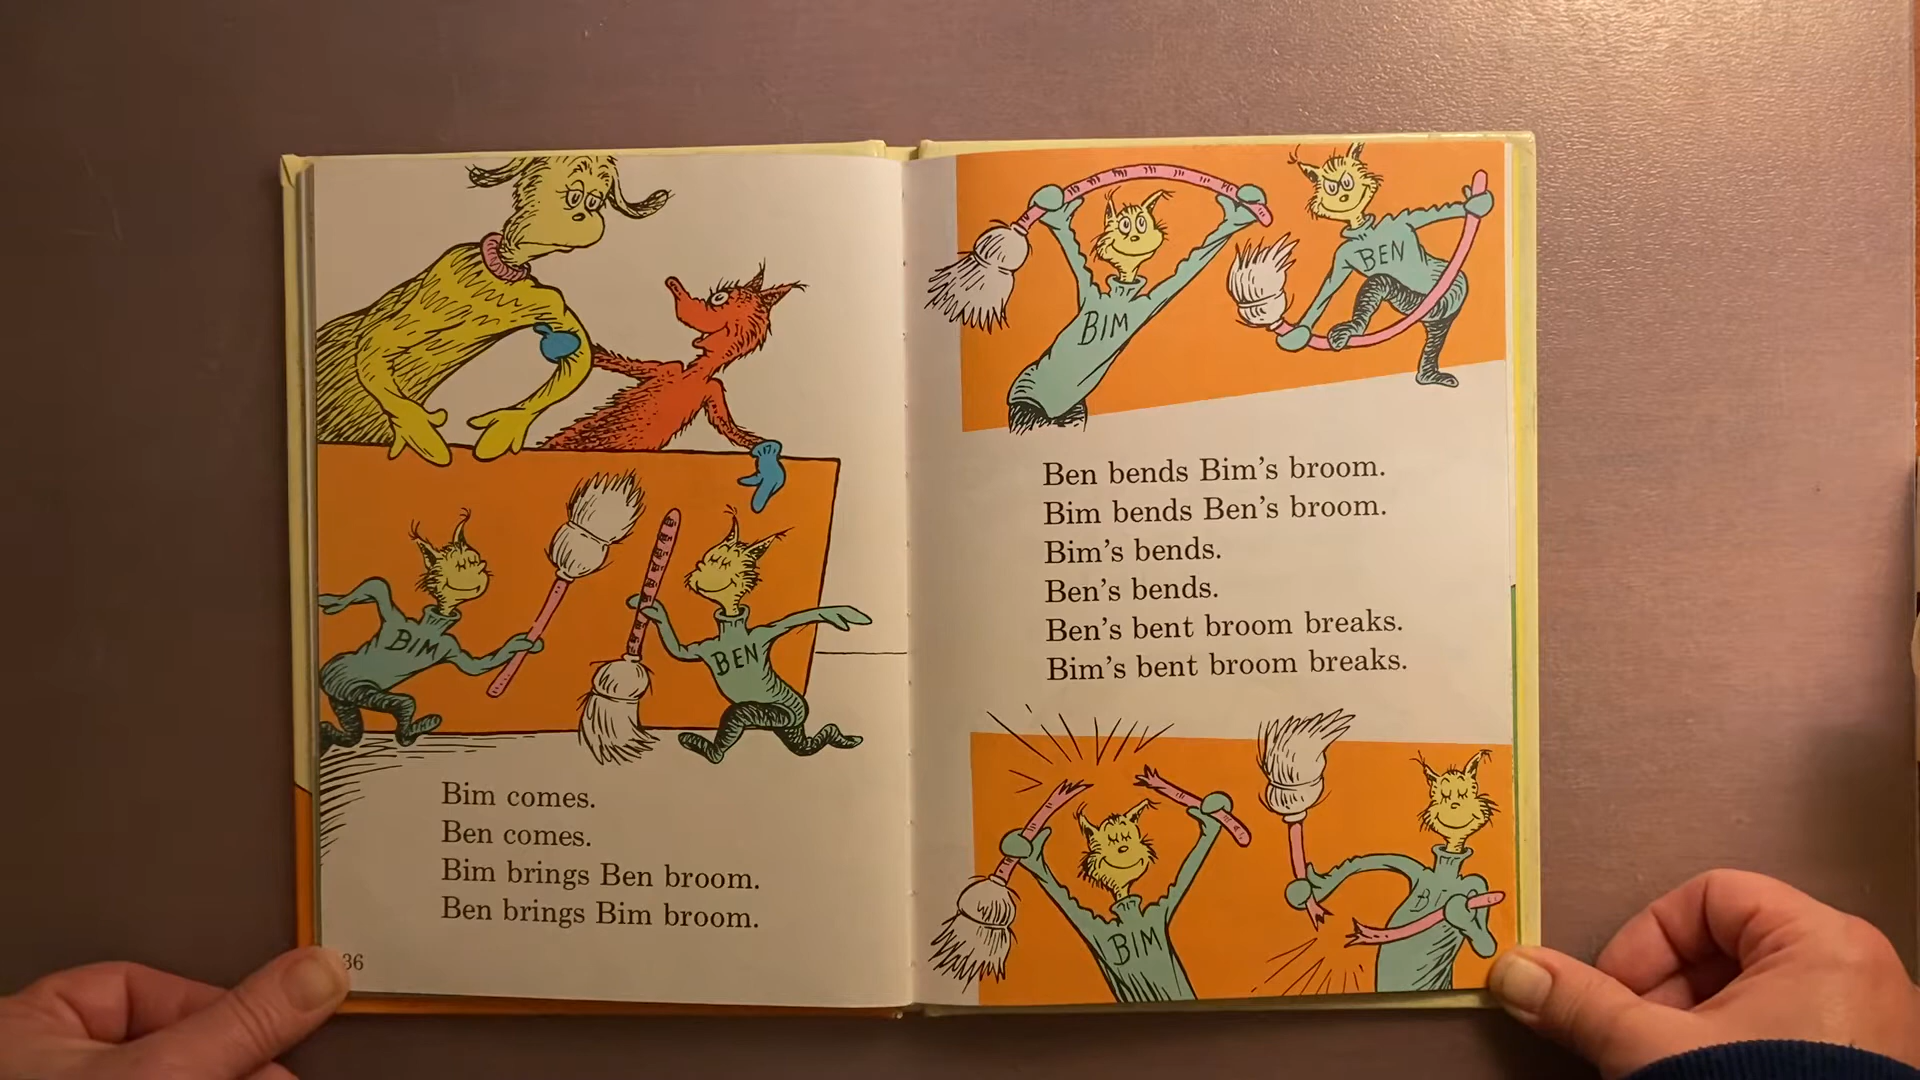 BIM
BEN
Bim comes.
Ben comes.
Bim brings Ben broom.
Ben brings Bim broom.
36
BIM
BEN
Ben bends Bim's broom.
Bim bends Ben's broom.
Bim's bends.
Ben's bends.
Ben's bent broom breaks.
Bim's bent broom breaks.
BIM